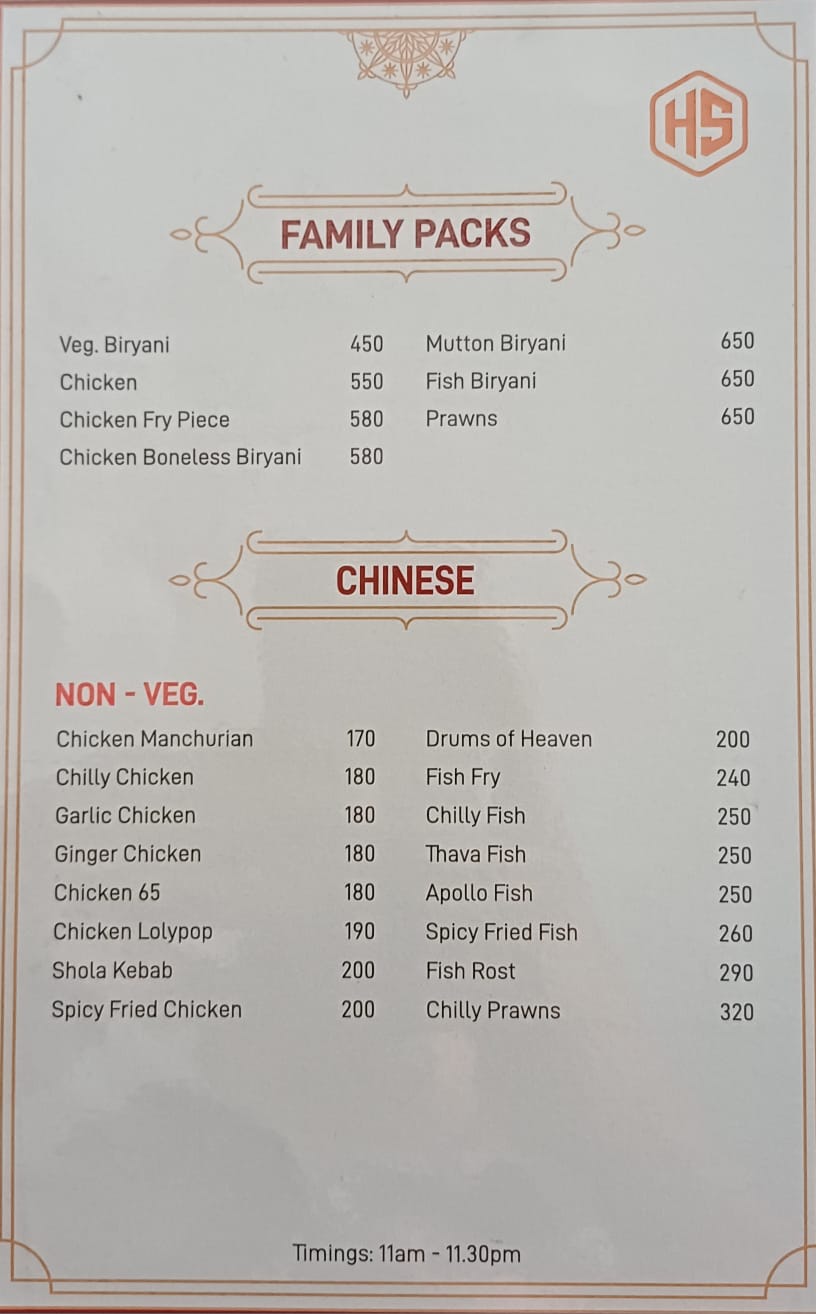 HS
FAMILY PACKS
Veg. Biryani 450 Mutton Biryani 650
Chicken 550 Fish Biryani 650
Chicken Fry Piece 580 Prawns 650
Chicken Boneless Biryani 580
CHINESE
NON - VEG.
Chicken Manchurian 170 Drums of Heaven 200
Chilly Chicken 180 Fish Fry 240
Garlic Chicken 180 Chilly Fish 250
Ginger Chicken 180 Thava Fish 250
Chicken 65 180 Apollo Fish 250
Chicken Lolypop 190 Spicy Fried Fish 260
Shola Kebab 200 Fish Rost 290
Spicy Fried Chicken 200 Chilly Prawns 320
Timings: 11am - 11.30pm